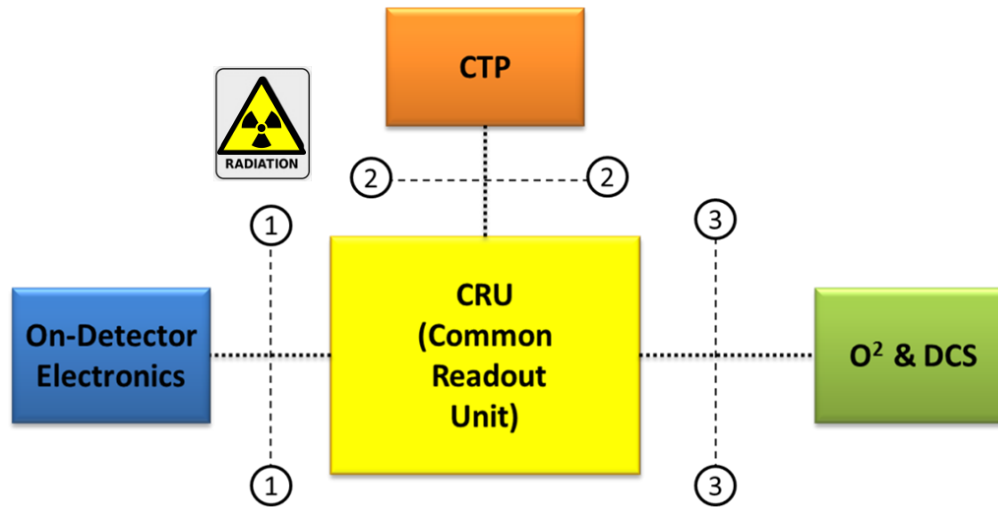 CTP
RADIATION
2
2
1
3
CRU
(Common
Readout
Unit)
On-Detector
Electronics
O² & DCS
1
3